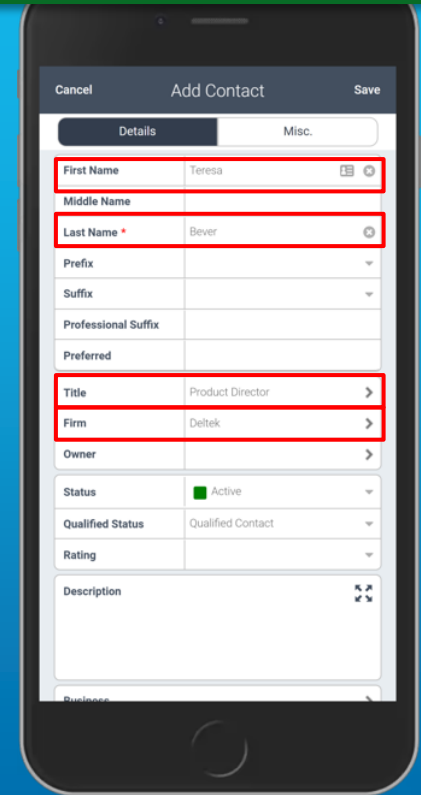 Cancel Add Contact Save
Details Misc.
First Name Teresa
Middle Name
Last Name * Bever
Prefix
Suffix
Professional Suffix
Preferred
Title Product Director
Firm Deltek
Owner
Status Active
Qualified Status Qualified Contact
Rating
Description
Business